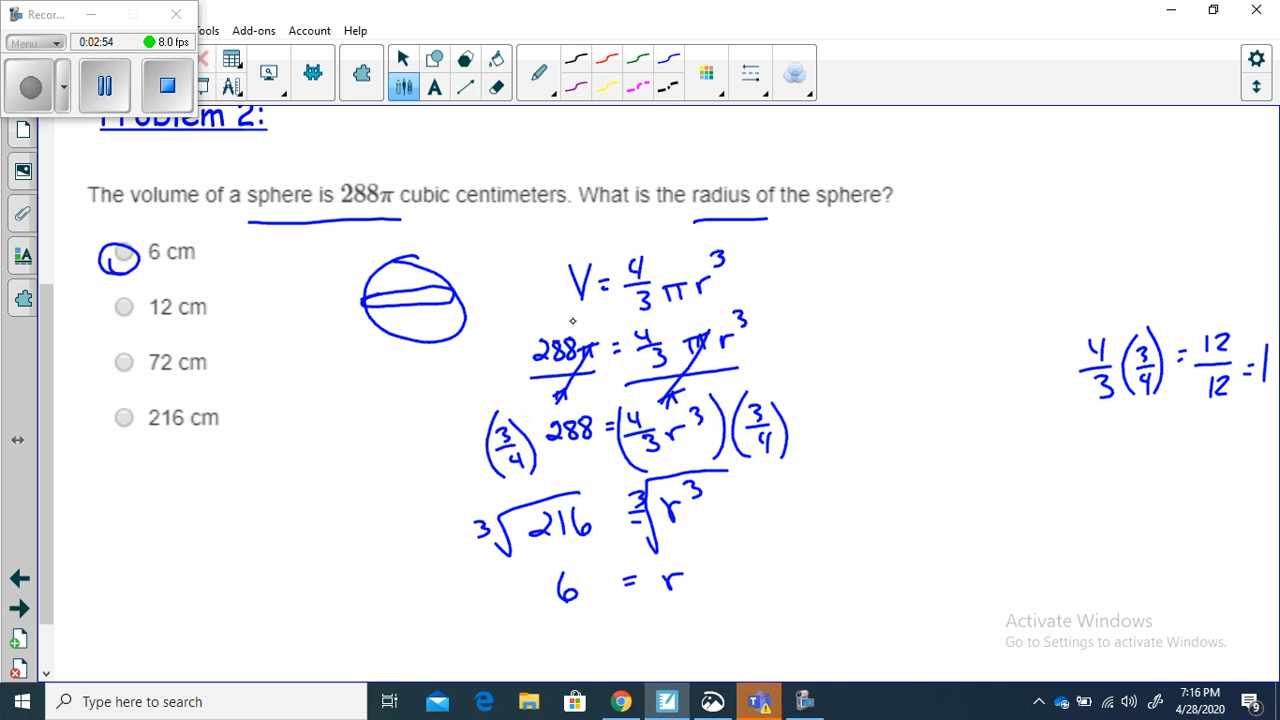 Recor...
Menu
0:02:54
8.0 fps
Tools Add-ons Account Help
Problem 2:
The volume of a sphere is 288π cubic centimeters. What is the radius of the sphere?
6 cm
12 cm
72 cm
216 cm
V = 4/3 π r³
288π = 4/3 π r³
π π
(3/4) 288 = (4/3 r³)(3/4)
³√216 = ³√r³
6 = r
4/3 (3/4) = 12/12 = 1
Activate Windows
Go to Settings to activate Windows.
Type here to search
7:16 PM
4/28/2020
9